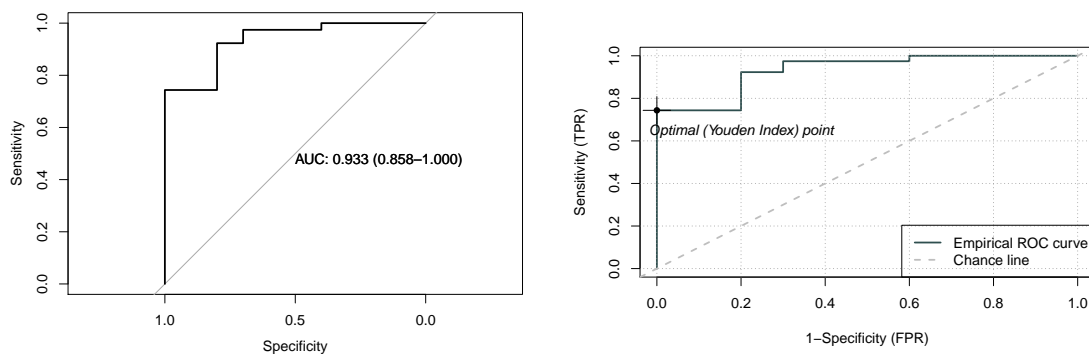 1.0
0.8
0.6
0.4
0.2
0.0
Sensitivity
AUC: 0.933 (0.858–1.000)
1.0
0.5
0.0
Specificity
1.0
0.8
0.6
0.4
0.2
0.0
Sensitivity (TPR)
Optimal (Youden Index) point
Empirical ROC curve
Chance line
0.0
0.2
0.4
0.6
0.8
1.0
1−Specificity (FPR)